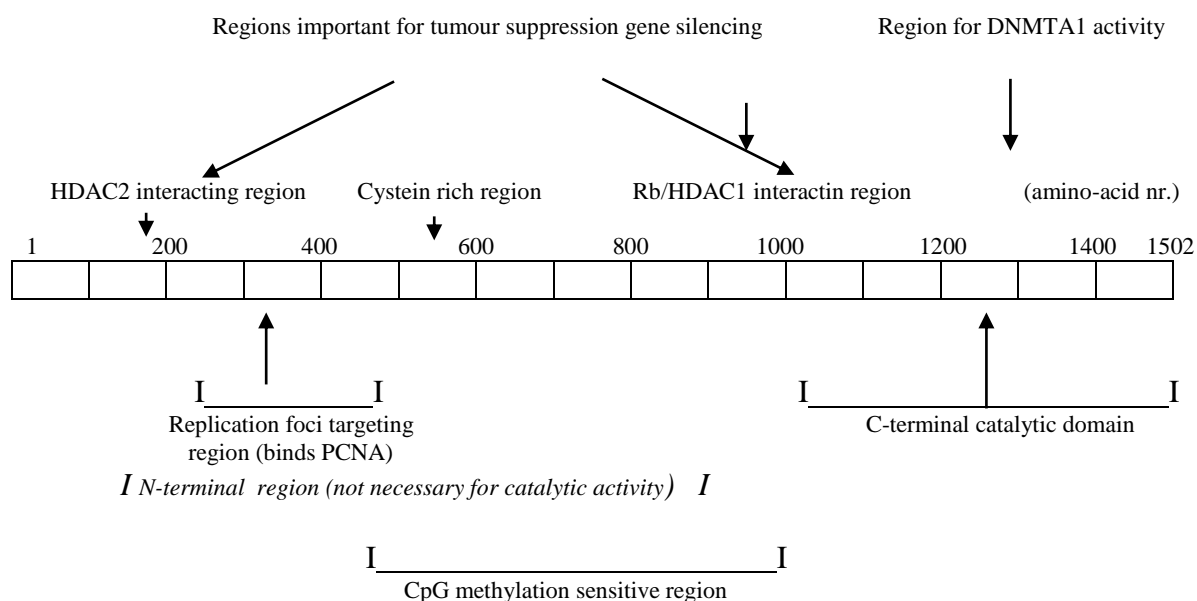 Regions important for tumour suppression gene silencing
Region for DNMTA1 activity
HDAC2 interacting region
Cystein rich region
Rb/HDAC1 interactin region
(amino-acid nr.)
1 200 400 600 800 1000 1200 1400 1502
I I
I I
Replication foci targeting
region (binds PCNA)
C-terminal catalytic domain
I N-terminal region (not necessary for catalytic activity) I
I I
CpG methylation sensitive region